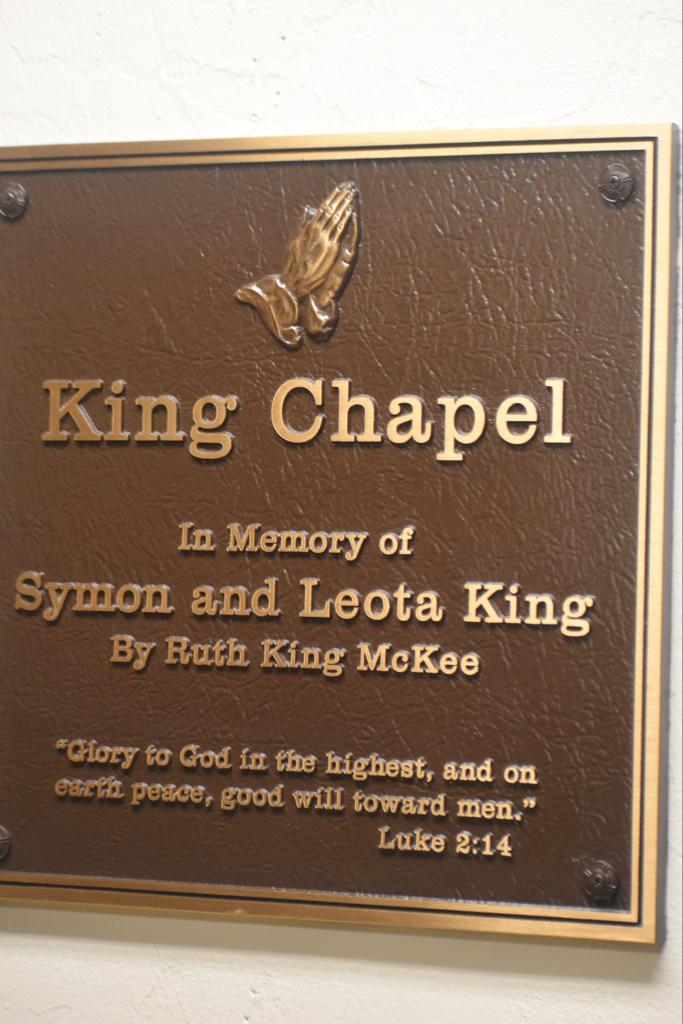 King Chapel
In Memory of
Symon and Leota King
By Ruth King McKee
“Glory to God in the highest, and on
earth peace, good will toward men.”
Luke 2:14